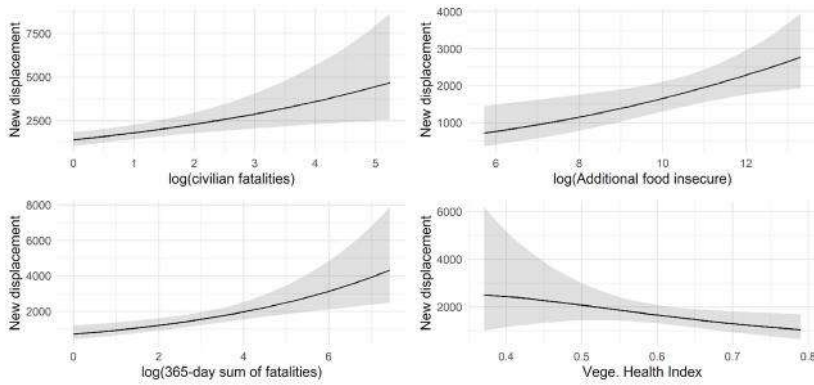 New displacement
7500
5000
2500
0 1 2 3 4 5
log(civilian fatalities)
New displacement
4000
3000
2000
1000
6 8 10 12
log(Additional food insecure)
New displacement
8000
6000
4000
2000
0 2 4 6
log(365-day sum of fatalities)
New displacement
6000
4000
2000
0.4 0.5 0.6 0.7 0.8
Vege. Health Index